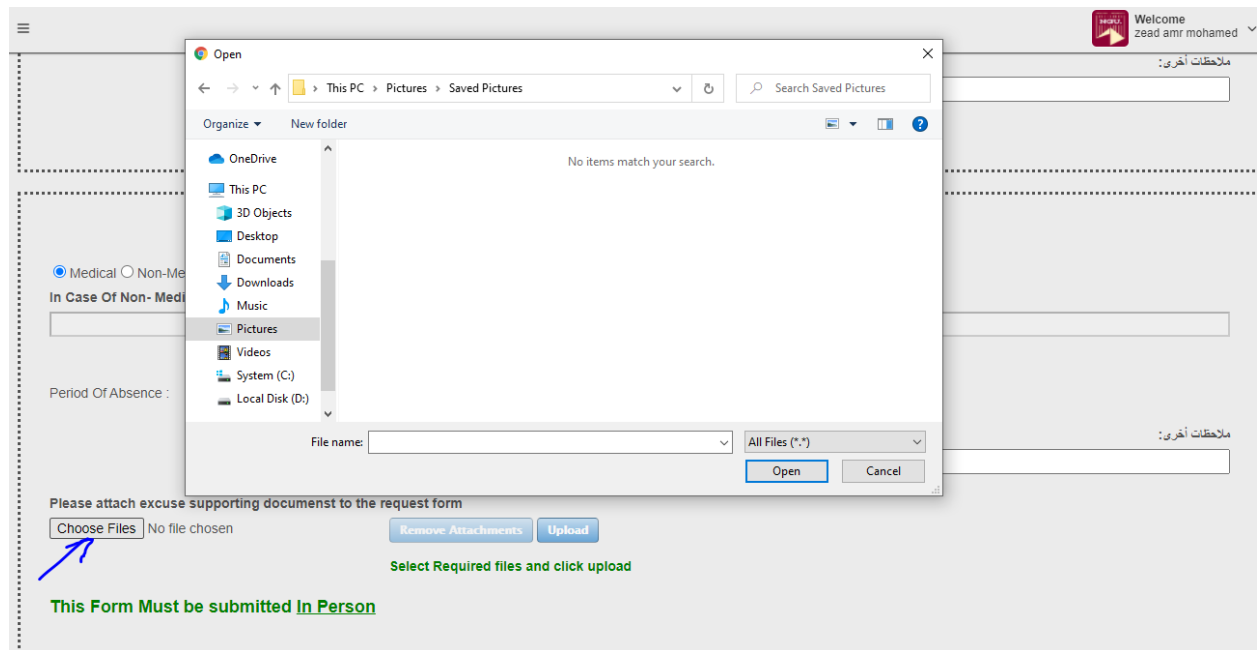 Welcome
zead amr mohamed
ملاحظات أخرى:
Open
This PC > Pictures > Saved Pictures
Search Saved Pictures
Organize
New folder
OneDrive
This PC
3D Objects
Desktop
Documents
Downloads
Music
Pictures
Videos
System (C:)
Local Disk (D:)
No items match your search.
File name:
All Files (*.*)
Open
Cancel
Medical Non-Me
In Case Of Non- Medi
Period Of Absence :
ملاحظات أخرى:
Please attach excuse supporting documenst to the request form
Choose Files No file chosen
Remove Attachments
Upload
Select Required files and click upload
This Form Must be submitted In Person